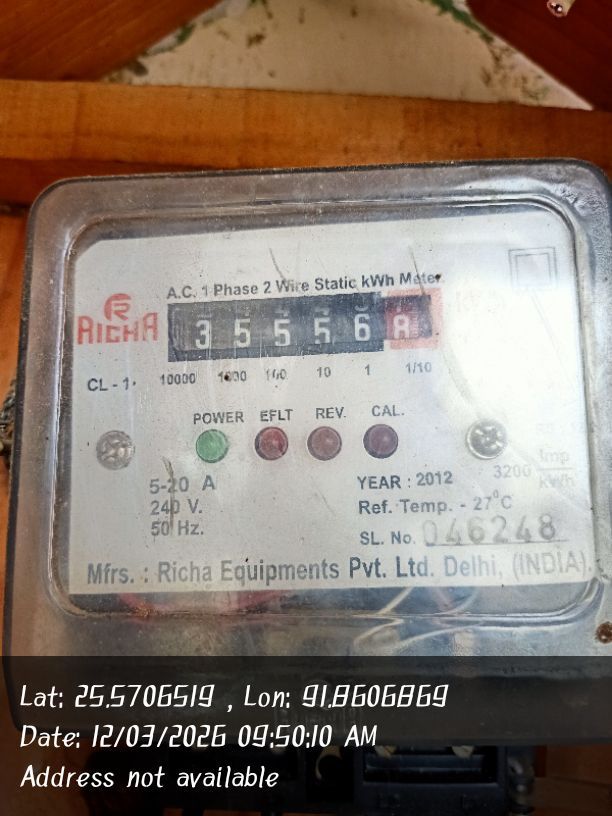 A.C. 1 Phase 2 Wire Static kWh Meter
RICHA
3 5 5 5 6 8
CL - 1
10000 1000 100 10 1 1/10
POWER EFLT REV. CAL.
5-20 A
240 V.
50 Hz.
YEAR : 2012
3200 Imp/kWh
Ref. Temp. - 27°C
SL. No. 046248
Mfrs. : Richa Equipments Pvt. Ltd. Delhi, (INDIA).
Lat: 25.5706519 , Lon: 91.8606869
Date: 12/03/2026 09:50:10 AM
Address not available